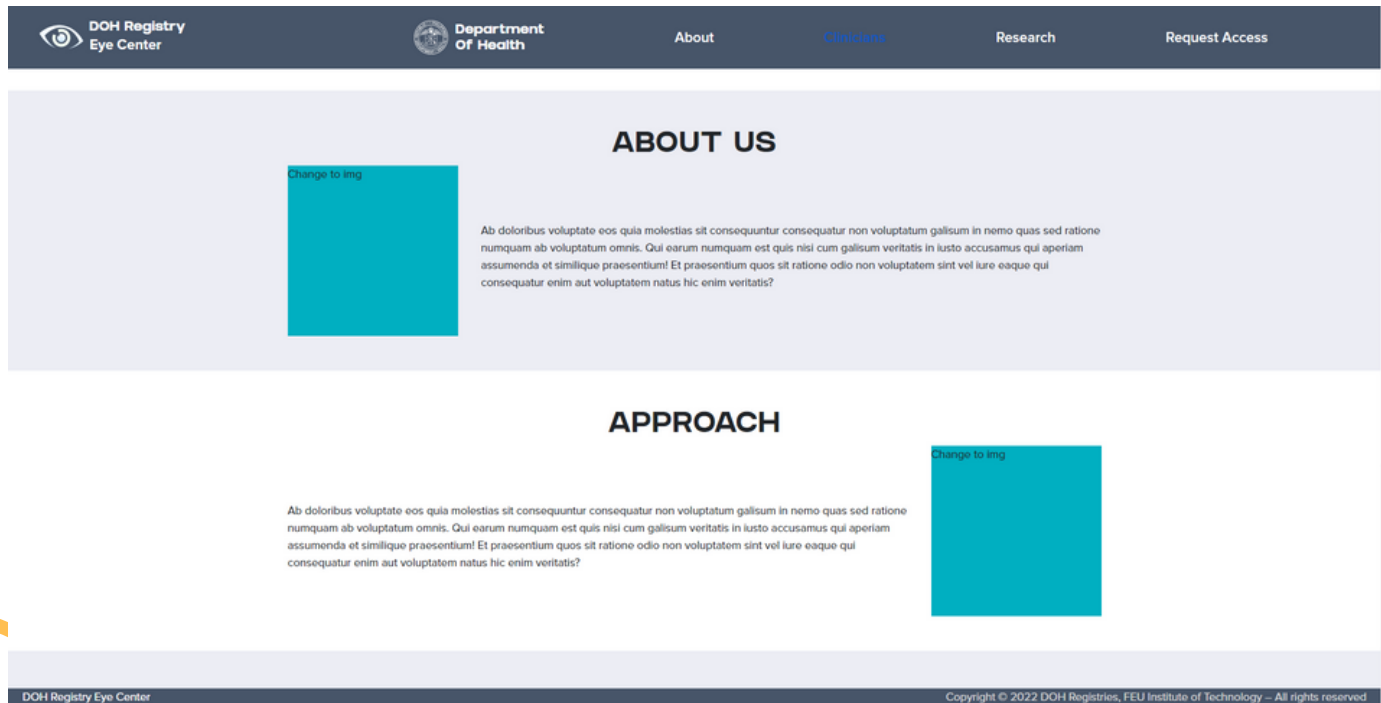 DOH Registry
Eye Center
Department
Of Health
About
Clinicians
Research
Request Access
ABOUT US
Change to img
Ab doloribus voluptate eos quia molestias sit consequuntur consequatur non voluptatum galisum in nemo quas sed ratione
numquam ab voluptatum omnis. Qui earum numquam est quis nisi cum galisum veritatis in iusto accusamus qui aperiam
assumenda et similique praesentium! Et praesentium quos sit ratione odio non voluptatem sint vel iure eaque qui
consequatur enim aut voluptatem natus hic enim veritatis?
APPROACH
Change to img
Ab doloribus voluptate eos quia molestias sit consequuntur consequatur non voluptatum galisum in nemo quas sed ratione
numquam ab voluptatum omnis. Qui earum numquam est quis nisi cum galisum veritatis in iusto accusamus qui aperiam
assumenda et similique praesentium! Et praesentium quos sit ratione odio non voluptatem sint vel iure eaque qui
consequatur enim aut voluptatem natus hic enim veritatis?
DOH Registry Eye Center
Copyright © 2022 DOH Registries, FEU Institute of Technology – All rights reserved